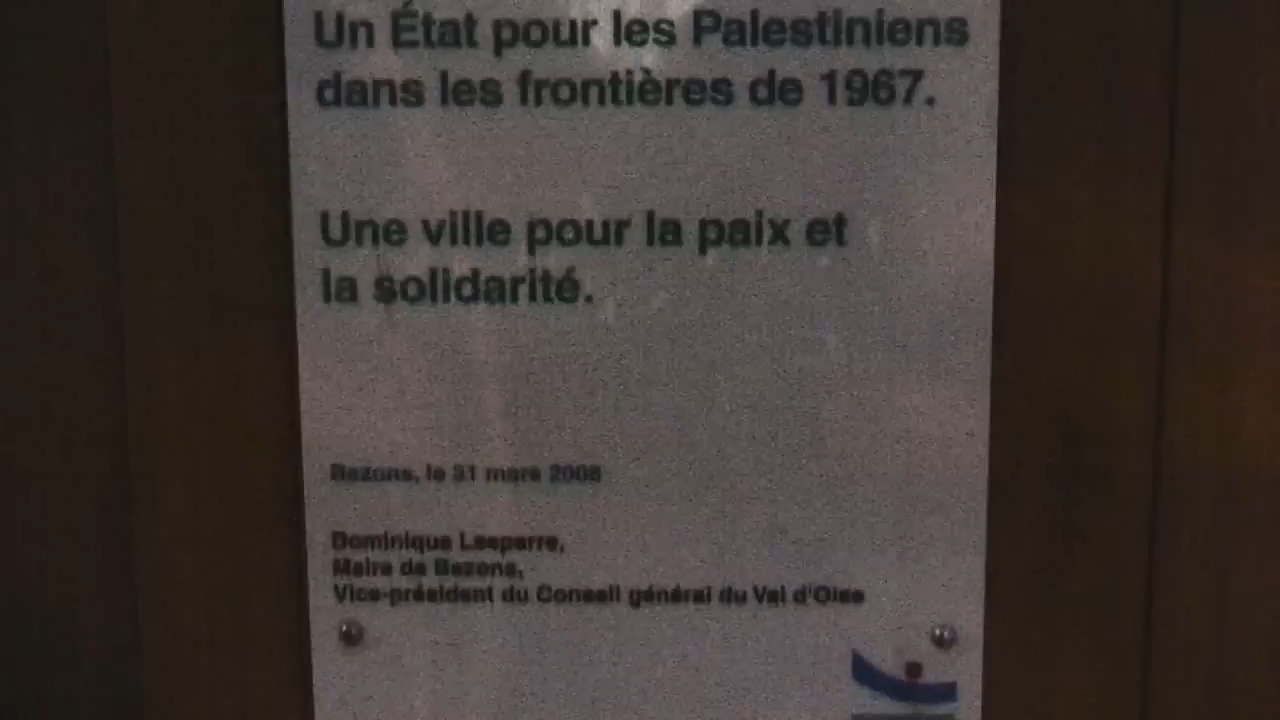 Un État pour les Palestiniens
dans les frontières de 1967.
Une ville pour la paix et
la solidarité.
Bezons, le 31 mars 2008
Dominique Lesparre,
Maire de Bezons,
Vice-président du Conseil général du Val d'Oise